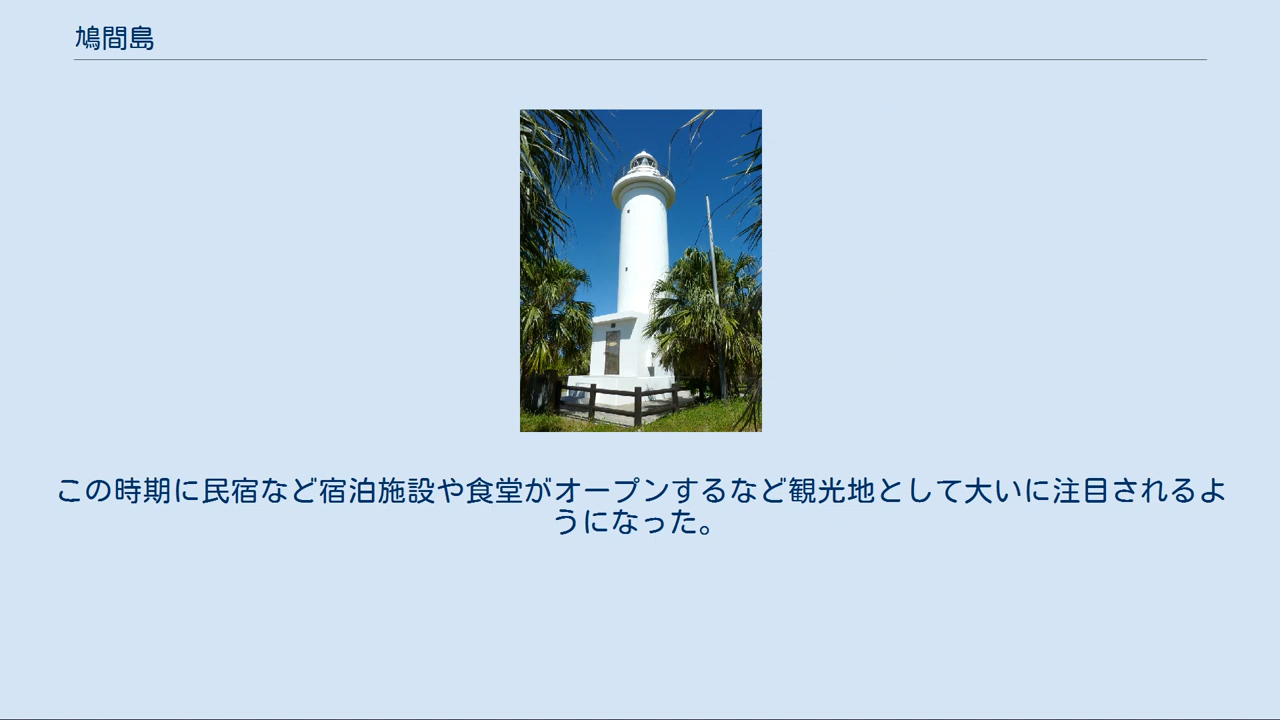 鳩間島
この時期に民宿など宿泊施設や食堂がオープンするなど観光地として大いに注目されるよ
うになった。